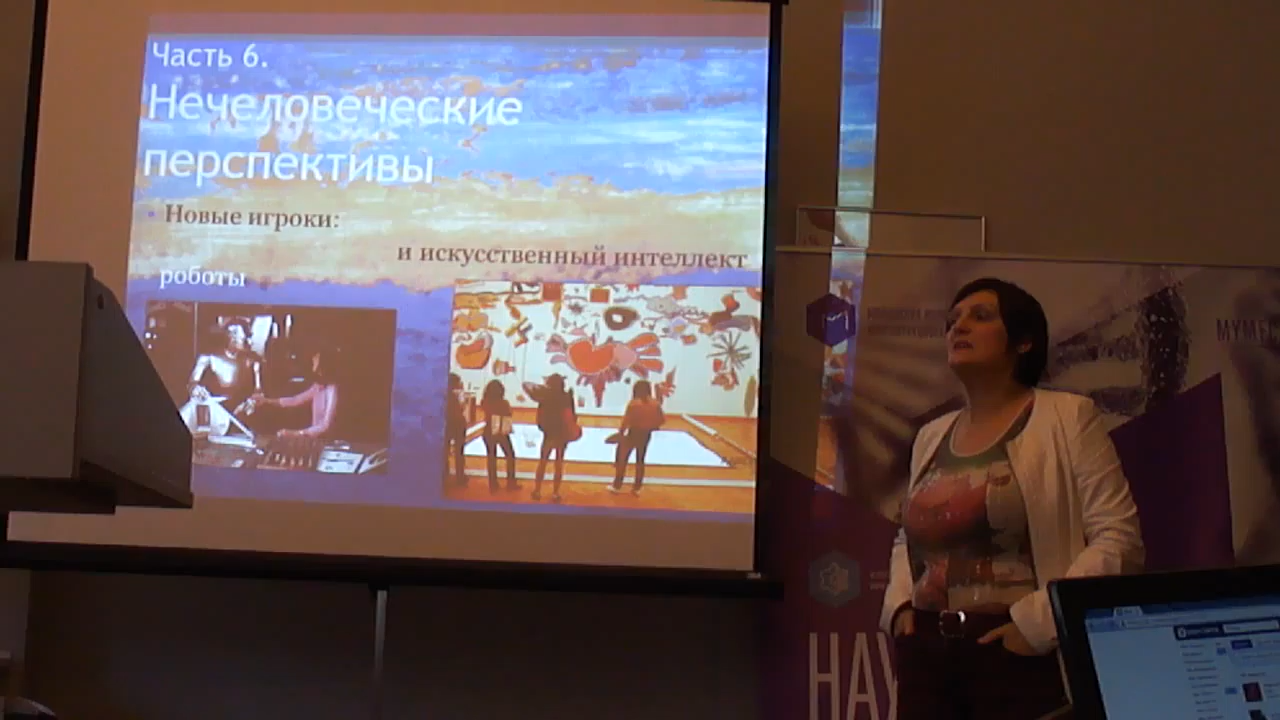 Часть 6.
Нечеловеческие
перспективы
Новые игроки:
и искусственный интеллект
роботы
НАУ